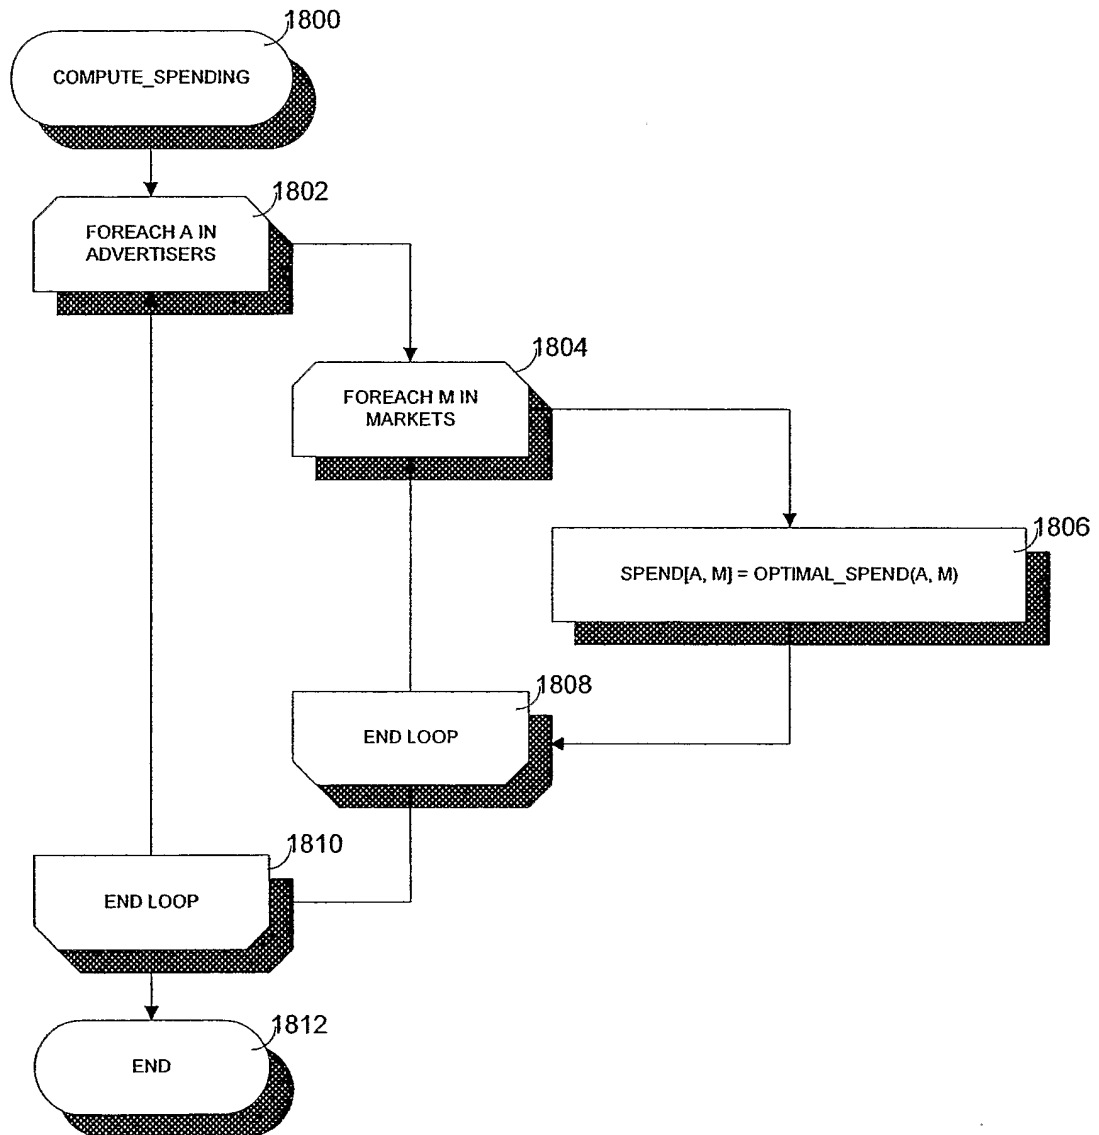 1800
COMPUTE_SPENDING
1802
FOREACH A IN
ADVERTISERS
1804
FOREACH M IN
MARKETS
1806
SPEND[A, M] = OPTIMAL_SPEND(A, M)
1808
END LOOP
1810
END LOOP
1812
END